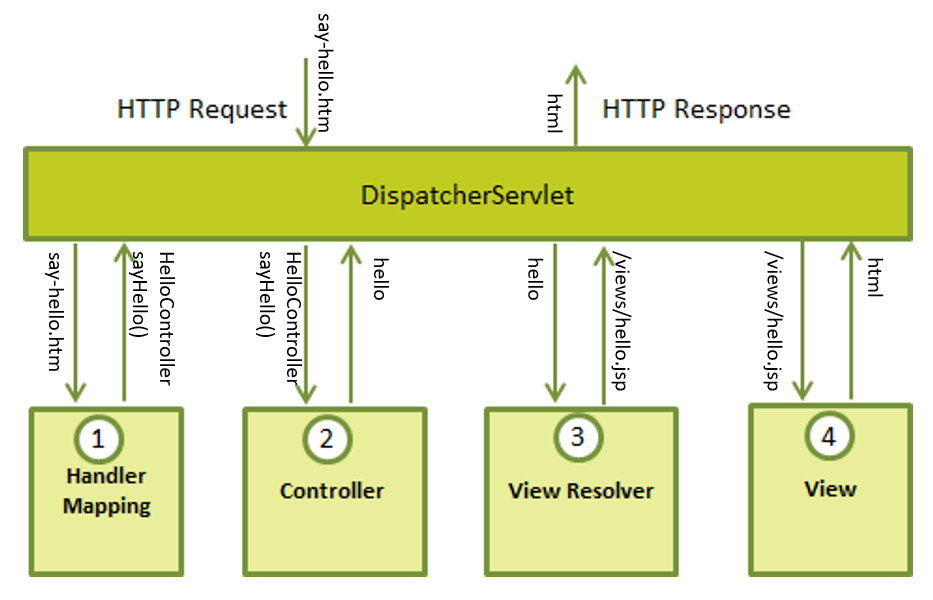 say-hello.htm
HTTP Request
html
HTTP Response
DispatcherServlet
say-hello.htm
HelloController
sayHello()
HelloController
sayHello()
hello
hello
/views/hello.jsp
/views/hello.jsp
html
1
Handler
Mapping
2
Controller
3
View Resolver
4
View